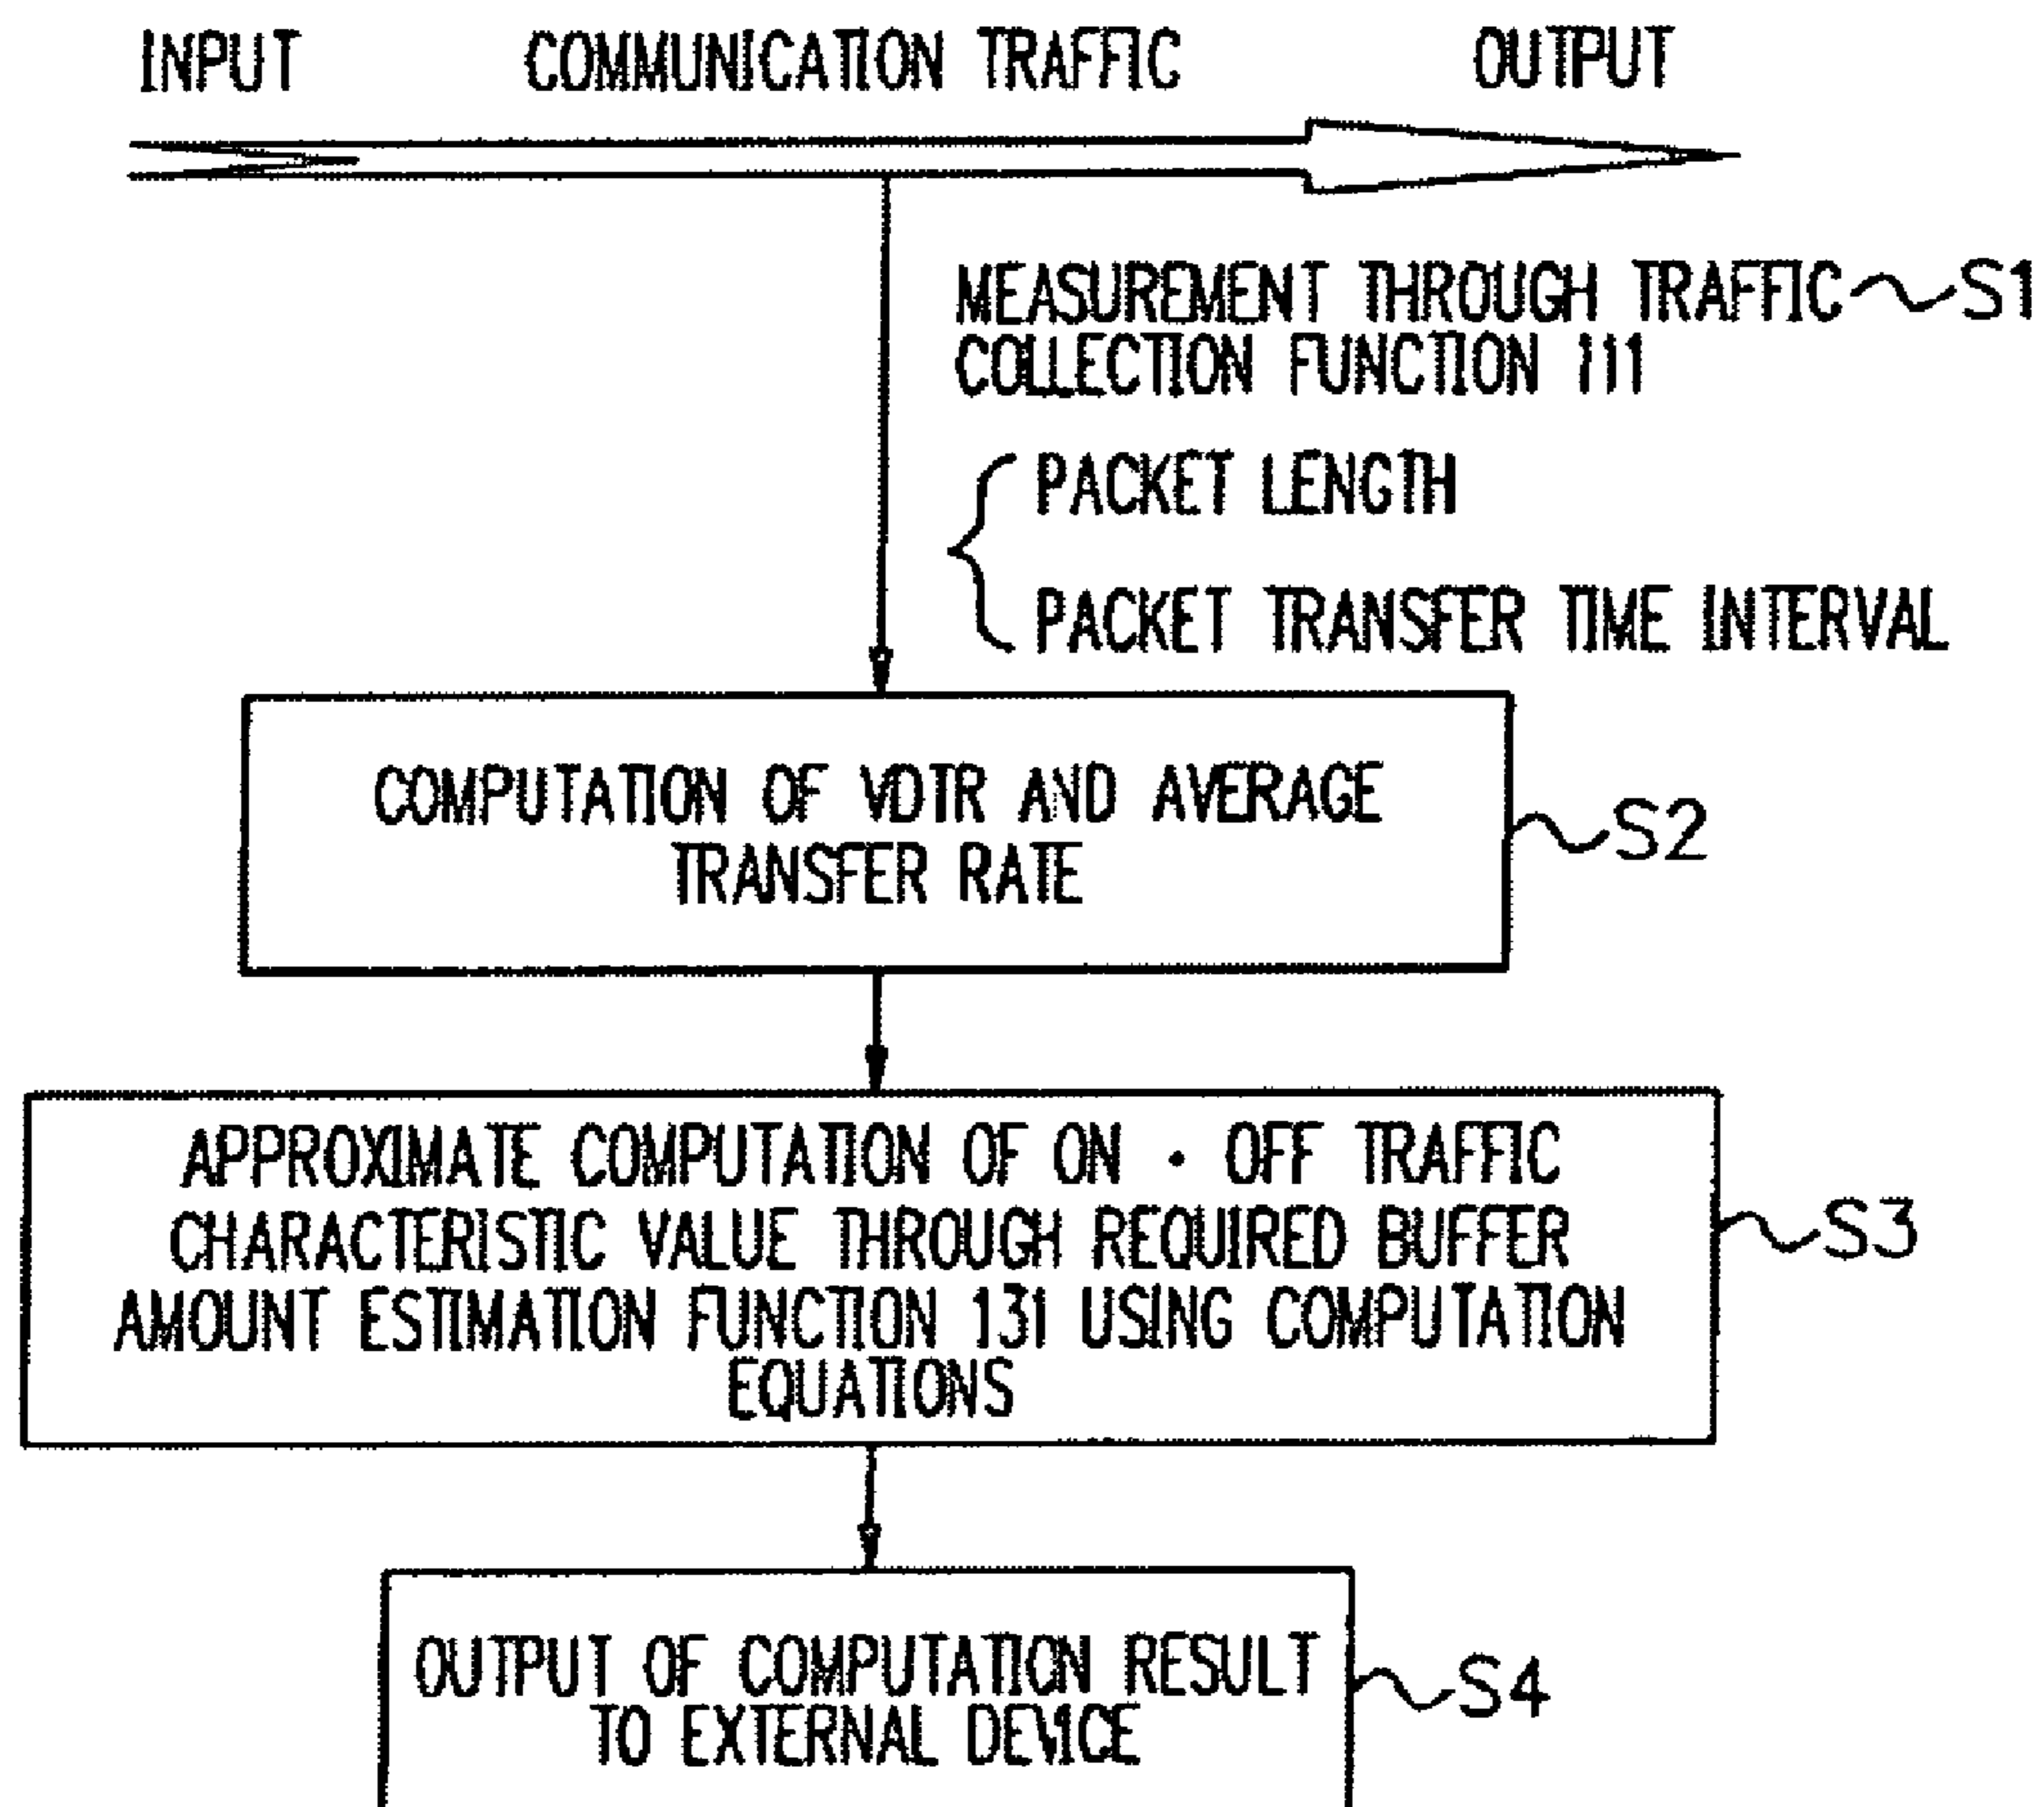 INPUT COMMUNICATION TRAFFIC OUTPUT
MEASUREMENT THROUGH TRAFFIC S1
COLLECTION FUNCTION 111
PACKET LENGTH
PACKET TRANSFER TIME INTERVAL
COMPUTATION OF VDTR AND AVERAGE
TRANSFER RATE
S2
APPROXIMATE COMPUTATION OF ON · OFF TRAFFIC
CHARACTERISTIC VALUE THROUGH REQUIRED BUFFER
AMOUNT ESTIMATION FUNCTION 131 USING COMPUTATION
EQUATIONS
S3
OUTPUT OF COMPUTATION RESULT
TO EXTERNAL DEVICE
S4